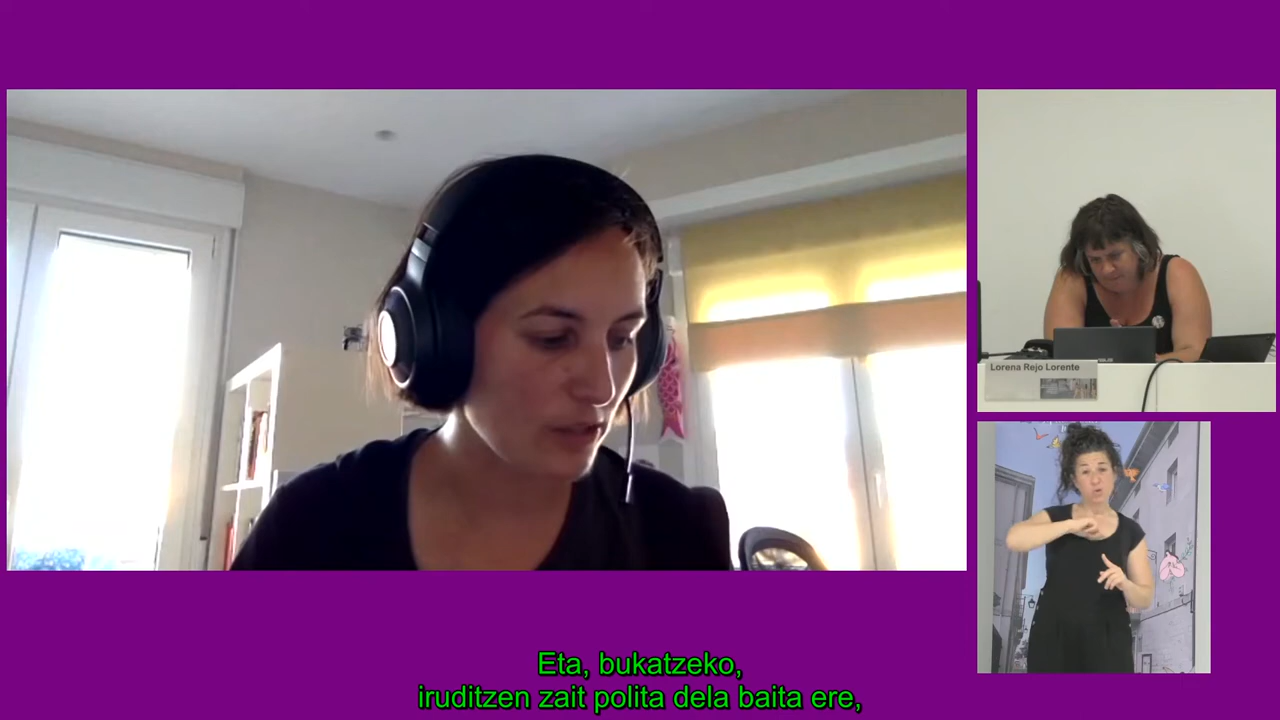 Lorena Rejo Lorente
Eta, bukatzeko,
iruditzen zait polita dela baita ere,